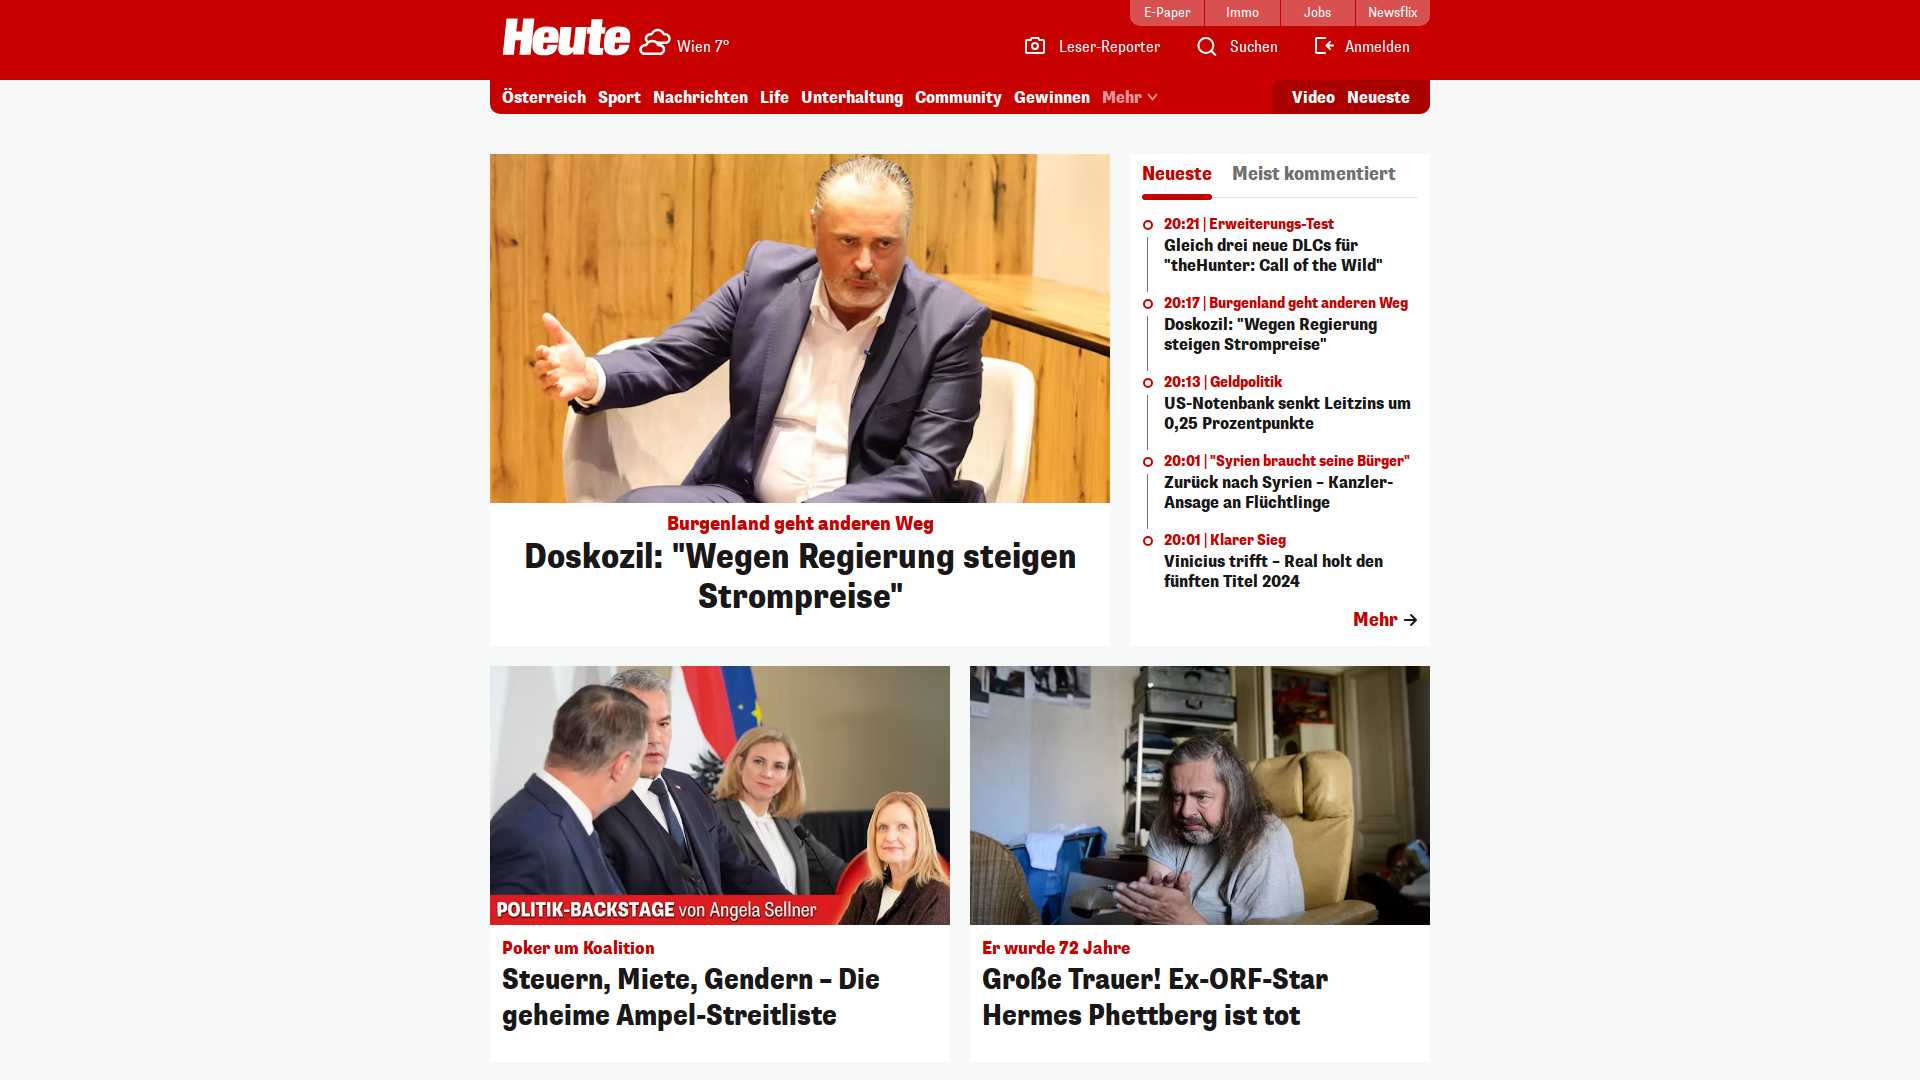 E-Paper
Immo
Jobs
Newsflix
Heute
Wien 7°
Leser-Reporter
Suchen
Anmelden
Österreich
Sport
Nachrichten
Life
Unterhaltung
Community
Gewinnen
Mehr
Video
Neueste
Burgenland geht anderen Weg
Doskozil: "Wegen Regierung steigen
Strompreise"
Neueste
Meist kommentiert
20:21 | Erweiterungs-Test
Gleich drei neue DLCs für
"theHunter: Call of the Wild"
20:17 | Burgenland geht anderen Weg
Doskozil: "Wegen Regierung
steigen Strompreise"
20:13 | Geldpolitik
US-Notenbank senkt Leitzins um
0,25 Prozentpunkte
20:01 | "Syrien braucht seine Bürger"
Zurück nach Syrien – Kanzler-
Ansage an Flüchtlinge
20:01 | Klarer Sieg
Vinicius trifft – Real holt den
fünften Titel 2024
Mehr
POLITIK-BACKSTAGE von Angela Sellner
Poker um Koalition
Steuern, Miete, Gendern – Die
geheime Ampel-Streitliste
Er wurde 72 Jahre
Große Trauer! Ex-ORF-Star
Hermes Phettberg ist tot